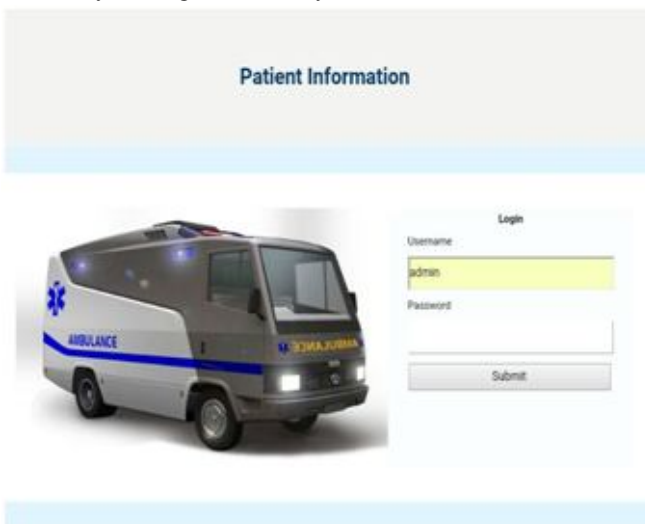 Patient Information
Login
Username
admin
Password
Submit
AMBULANCE
AMBULANCE